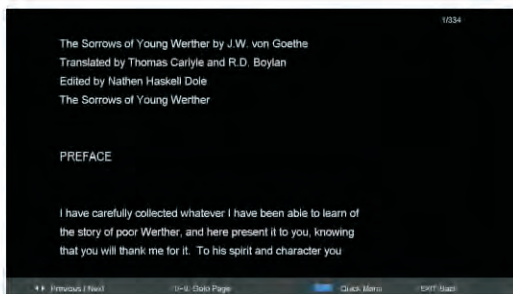 1/334
The Sorrows of Young Werther by J.W. von Goethe
Translated by Thomas Carlyle and R.D. Boylan
Edited by Nathen Haskell Dole
The Sorrows of Young Werther
PREFACE
I have carefully collected whatever I have been able to learn of
the story of poor Werther, and here present it to you, knowing
that you will thank me for it. To his spirit and character you
Previous / Next 0~9: Goto Page Quick Menu EXIT Back